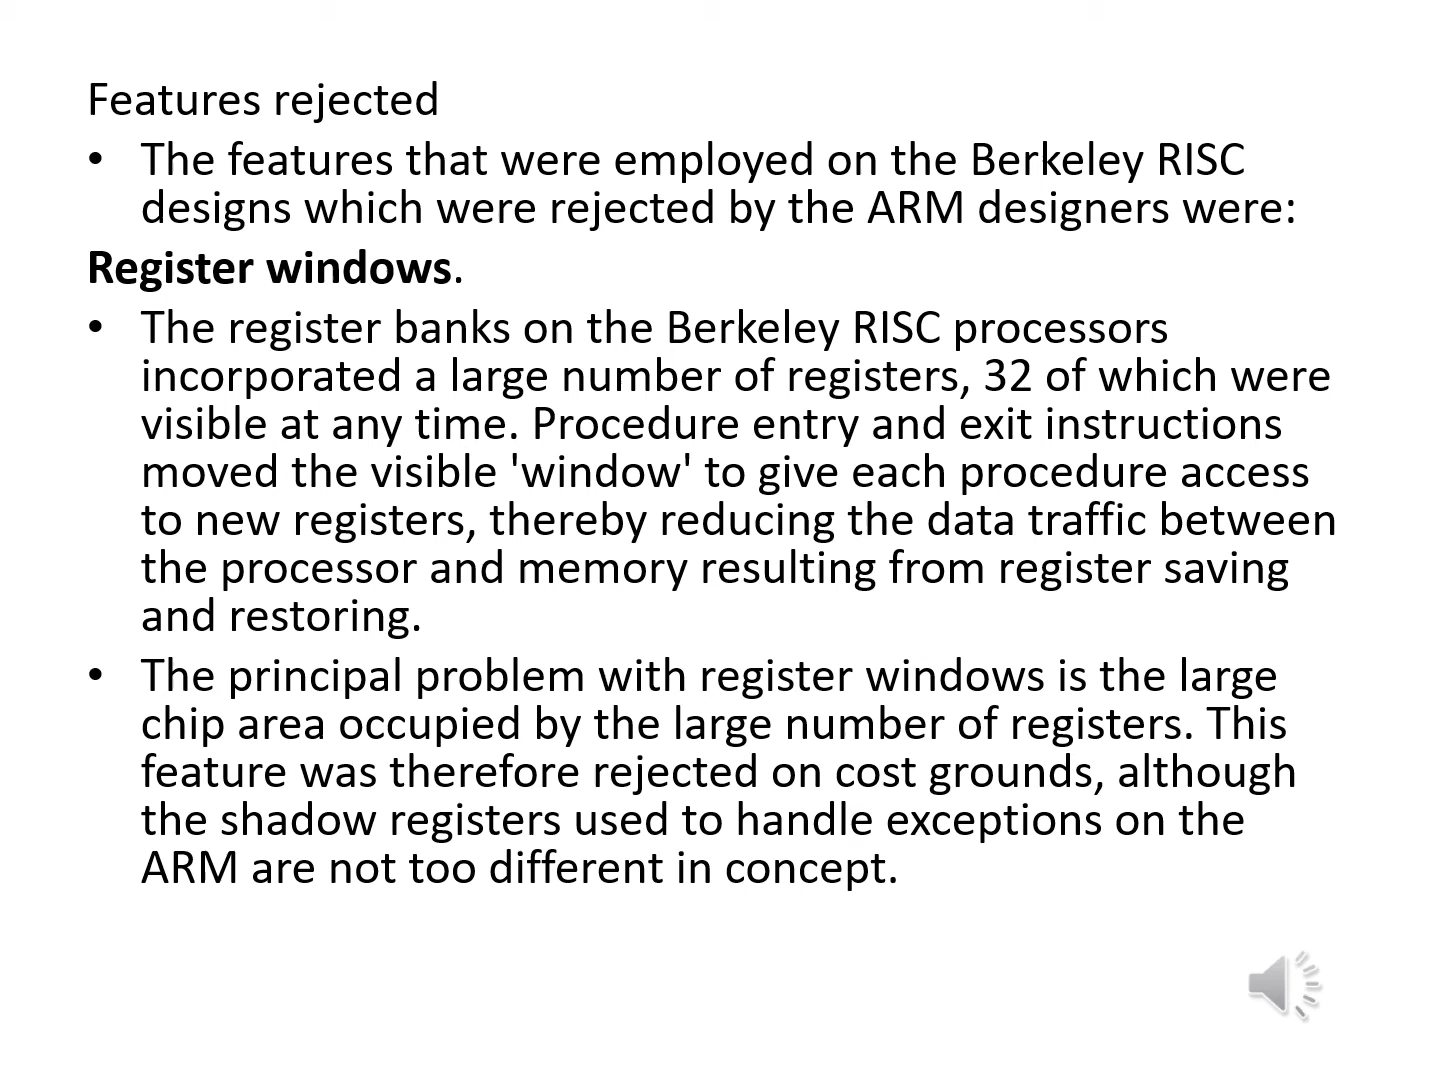 Features rejected
• The features that were employed on the Berkeley RISC
designs which were rejected by the ARM designers were:
Register windows.
• The register banks on the Berkeley RISC processors
incorporated a large number of registers, 32 of which were
visible at any time. Procedure entry and exit instructions
moved the visible 'window' to give each procedure access
to new registers, thereby reducing the data traffic between
the processor and memory resulting from register saving
and restoring.
• The principal problem with register windows is the large
chip area occupied by the large number of registers. This
feature was therefore rejected on cost grounds, although
the shadow registers used to handle exceptions on the
ARM are not too different in concept.